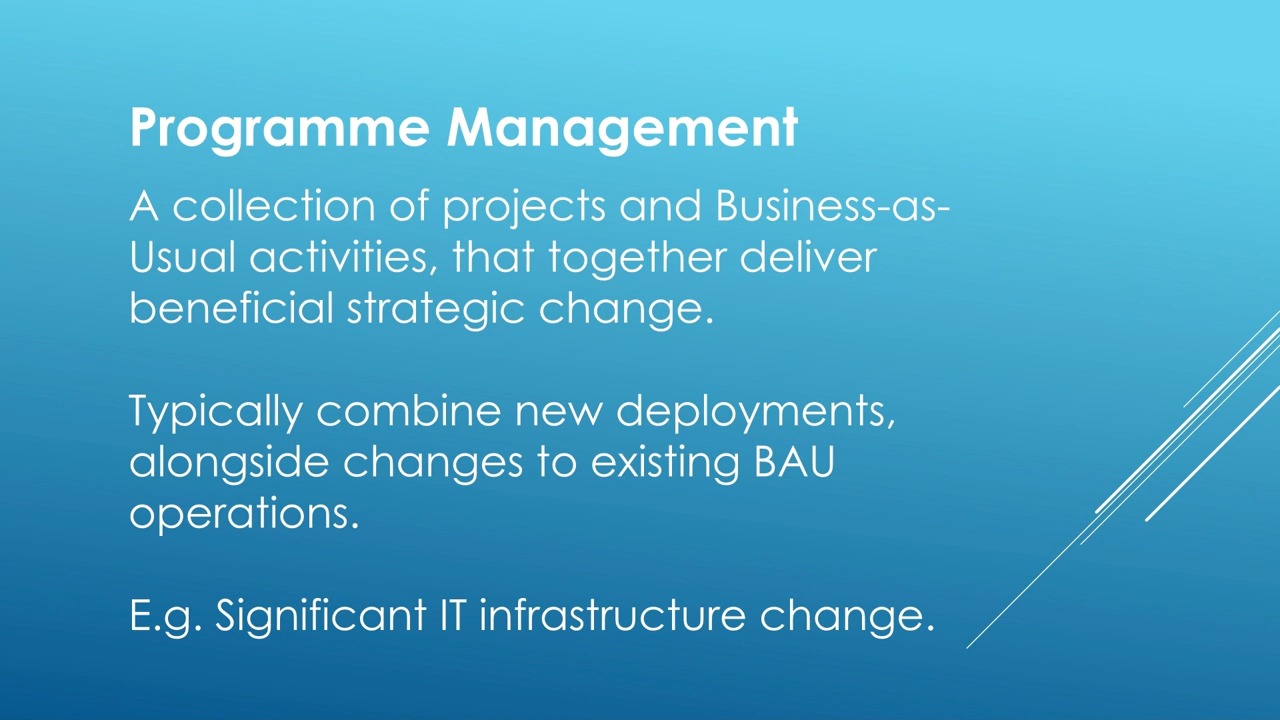 Programme Management
A collection of projects and Business-as-
Usual activities, that together deliver
beneficial strategic change.
Typically combine new deployments,
alongside changes to existing BAU
operations.
E.g. Significant IT infrastructure change.